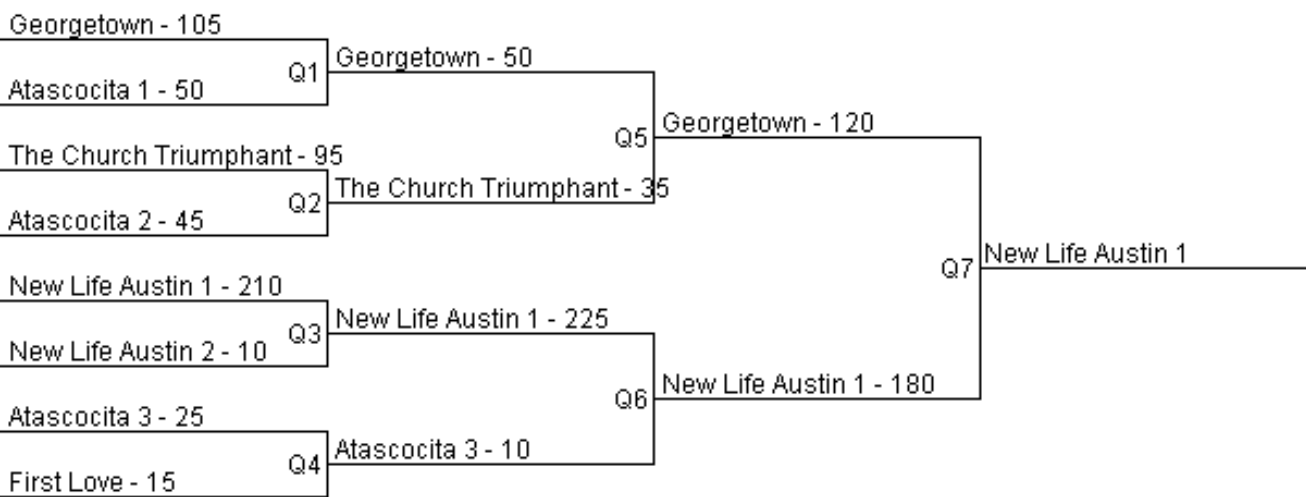 Georgetown - 105
Georgetown - 50
Q1
Atascocita 1 - 50
Georgetown - 120
Q5
The Church Triumphant - 95
The Church Triumphant - 35
Q2
Atascocita 2 - 45
New Life Austin 1
Q7
New Life Austin 1 - 210
New Life Austin 1 - 225
Q3
New Life Austin 2 - 10
New Life Austin 1 - 180
Q6
Atascocita 3 - 25
Atascocita 3 - 10
Q4
First Love - 15